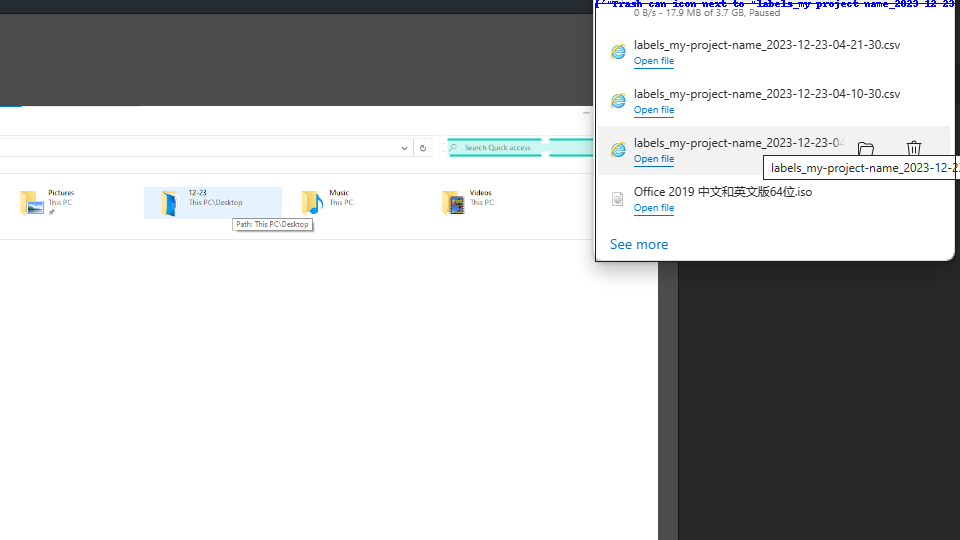 [{"Trash can icon next to "labels_my-project-name_2023-12-23
0 B/s - 17.9 MB of 3.7 GB, Paused
labels_my-project-name_2023-12-23-04-21-30.csv
Open file
labels_my-project-name_2023-12-23-04-10-30.csv
Open file
labels_my-project-name_2023-12-23-04
Open file
labels_my-project-name_2023-12-2
Office 2019 中文和英文版64位.iso
Open file
See more
Search Quick access
Pictures
This PC
12-23
This PC\Desktop
Path: This PC\Desktop
Music
This PC
Videos
This PC